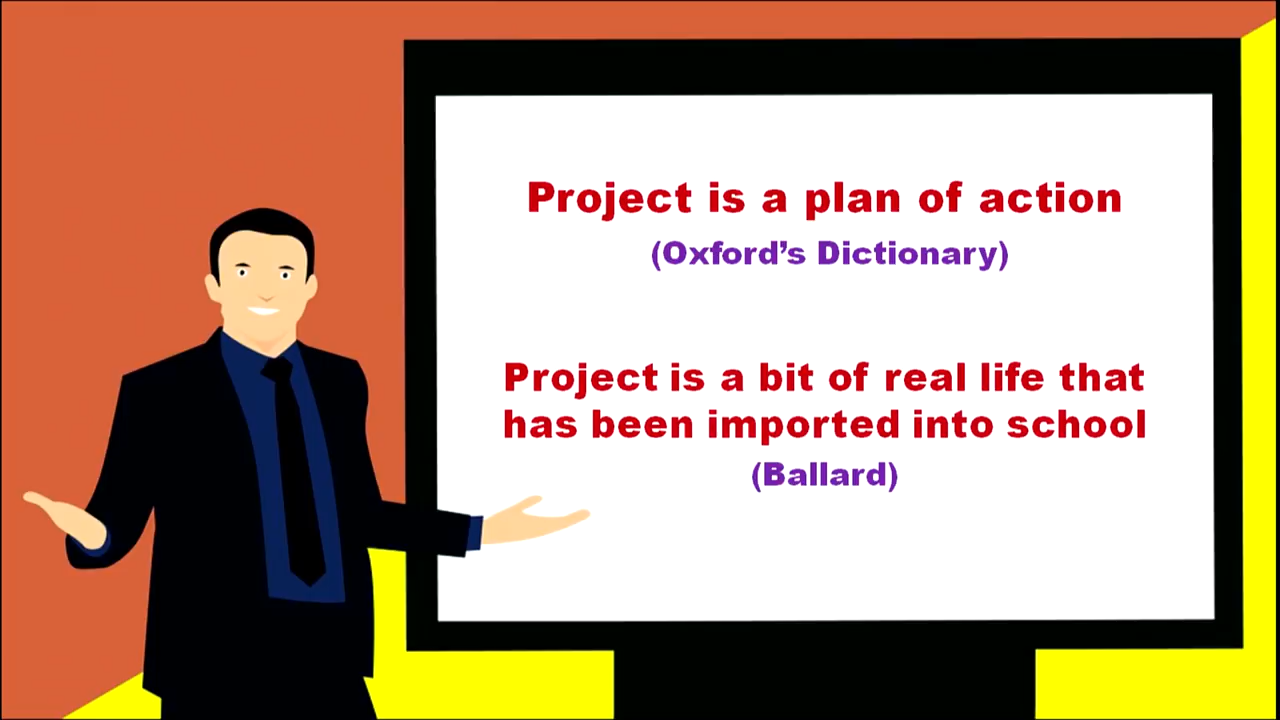 Project is a plan of action
(Oxford’s Dictionary)
Project is a bit of real life that
has been imported into school
(Ballard)